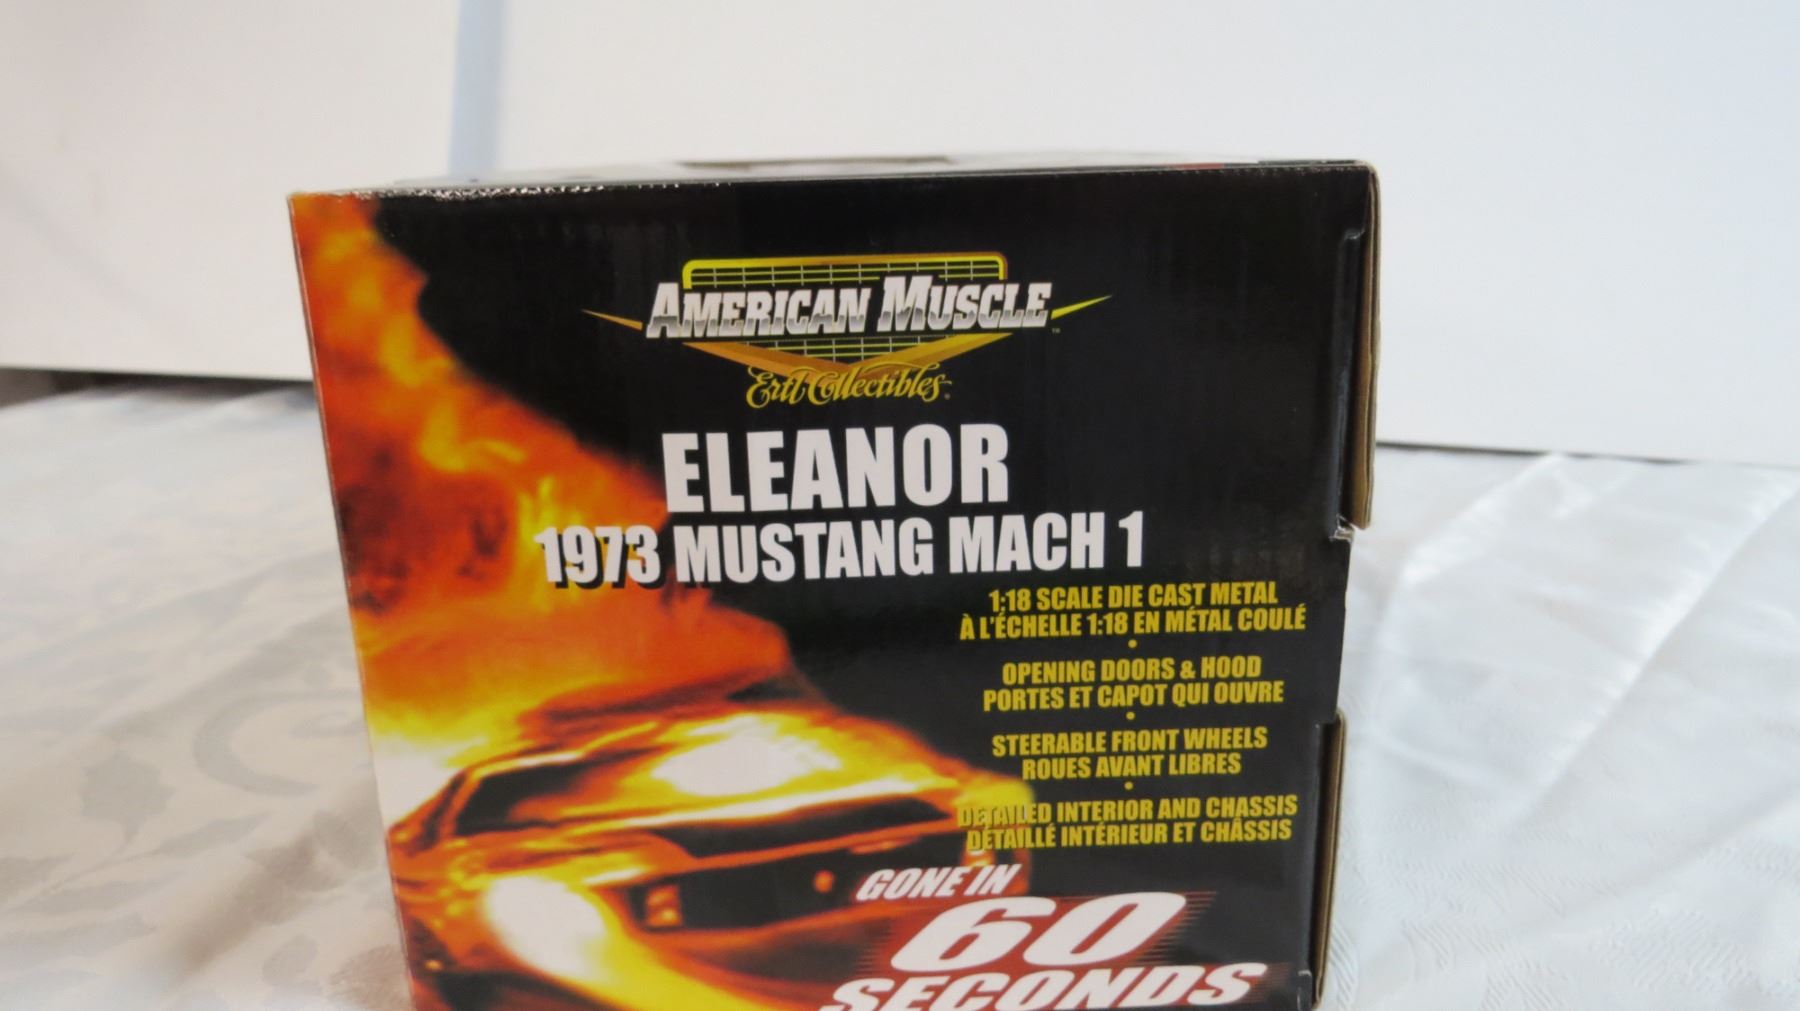 AMERICAN MUSCLE™
Ertl Collectibles®
ELEANOR
1973 MUSTANG MACH 1
1:18 SCALE DIE CAST METAL
À L'ÉCHELLE 1:18 EN MÉTAL COULÉ
•
OPENING DOORS & HOOD
PORTES ET CAPOT QUI OUVRE
•
STEERABLE FRONT WHEELS
ROUES AVANT LIBRES
•
DETAILED INTERIOR AND CHASSIS
DÉTAILLÉ INTÉRIEUR ET CHÂSSIS
GONE IN
60
SECONDS